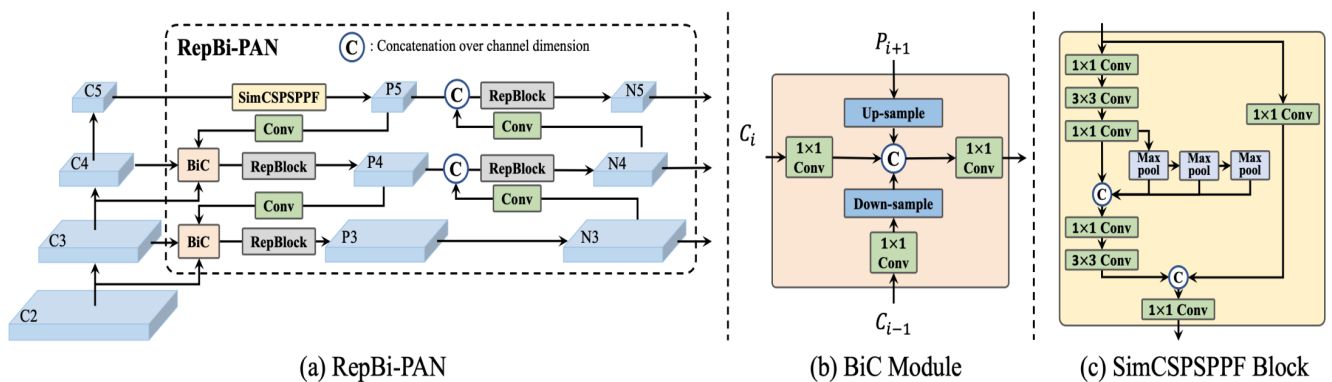 RepBi-PAN
C : Concatenation over channel dimension
C5
SimCSPSPPF
P5
C
RepBlock
N5
Conv
Conv
C4
BiC
RepBlock
P4
C
RepBlock
N4
Conv
Conv
C3
BiC
RepBlock
P3
N3
C2
(a) RepBi-PAN
P_{i+1}
Up-sample
C_i
1×1
Conv
C
1×1
Conv
Down-sample
1×1
Conv
C_{i−1}
(b) BiC Module
1×1 Conv
3×3 Conv
1×1 Conv
1×1 Conv
Max
pool
Max
pool
Max
pool
C
1×1 Conv
3×3 Conv
C
1×1 Conv
(c) SimCSPSPPF Block